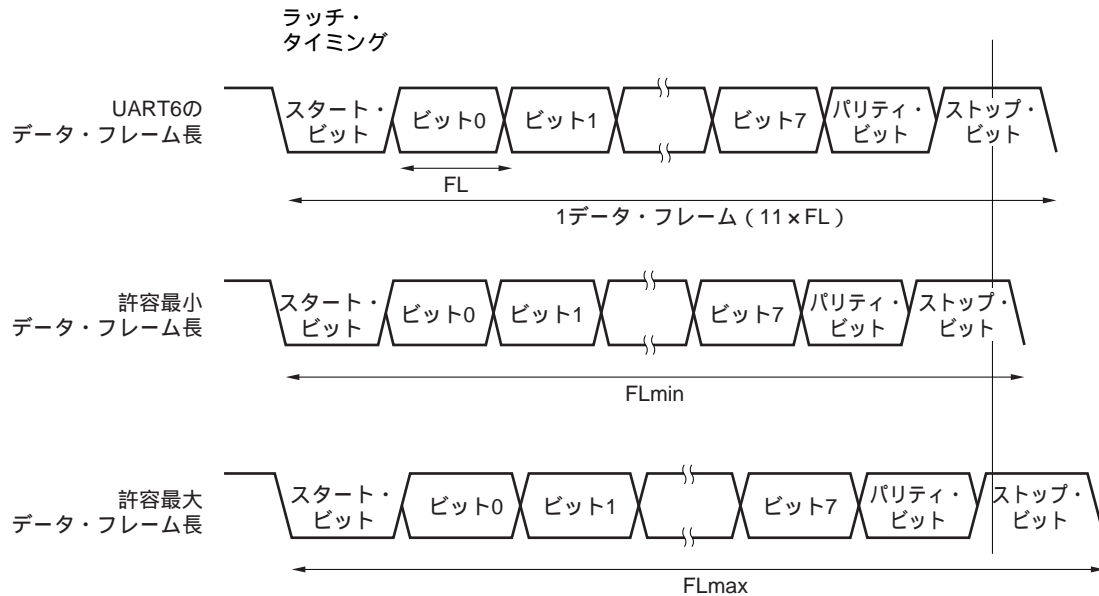 ラッチ・
タイミング
UART6の
データ・フレーム長
スタート・
ビット
ビット0
ビット1
ビット7
パリティ・
ビット
ストップ・
ビット
FL
1データ・フレーム(11×FL)
許容最小
データ・フレーム長
スタート・
ビット
ビット0
ビット1
ビット7
パリティ・
ビット
ストップ・
ビット
FLmin
許容最大
データ・フレーム長
スタート・
ビット
ビット0
ビット1
ビット7
パリティ・
ビット
ストップ・
ビット
FLmax